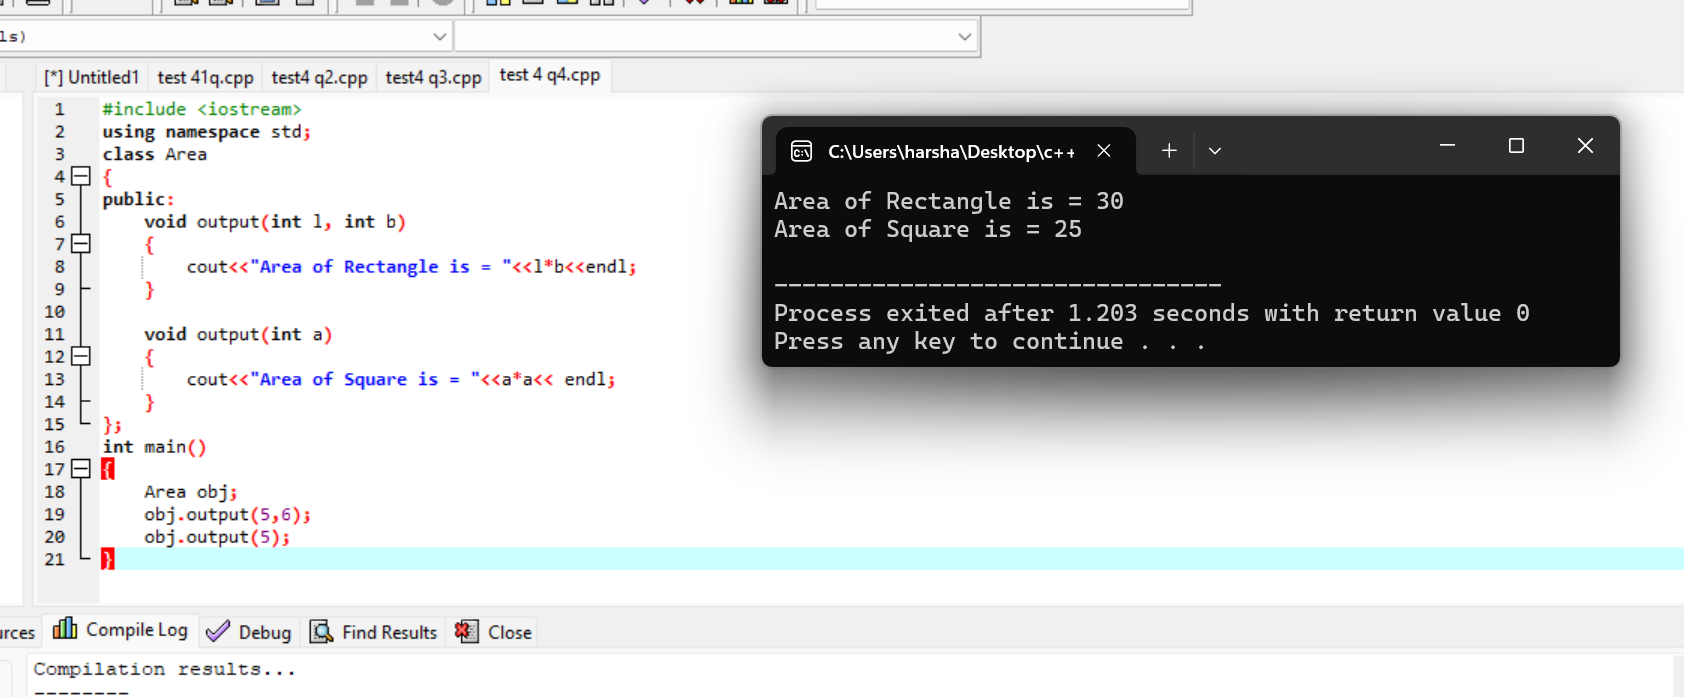 ls)
[*] Untitled1 test 41q.cpp test4 q2.cpp test4 q3.cpp test 4 q4.cpp
1 #include <iostream>
2 using namespace std;
3 class Area
4 {
5 public:
6 void output(int l, int b)
7 {
8 cout<<"Area of Rectangle is = "<<l*b<<endl;
9 }
10
11 void output(int a)
12 {
13 cout<<"Area of Square is = "<<a*a<< endl;
14 }
15 };
16 int main()
17 {
18 Area obj;
19 obj.output(5,6);
20 obj.output(5);
21 }
C:\Users\harsha\Desktop\c++
Area of Rectangle is = 30
Area of Square is = 25
--------------------------------
Process exited after 1.203 seconds with return value 0
Press any key to continue . . .
urces Compile Log Debug Find Results Close
Compilation results...
--------